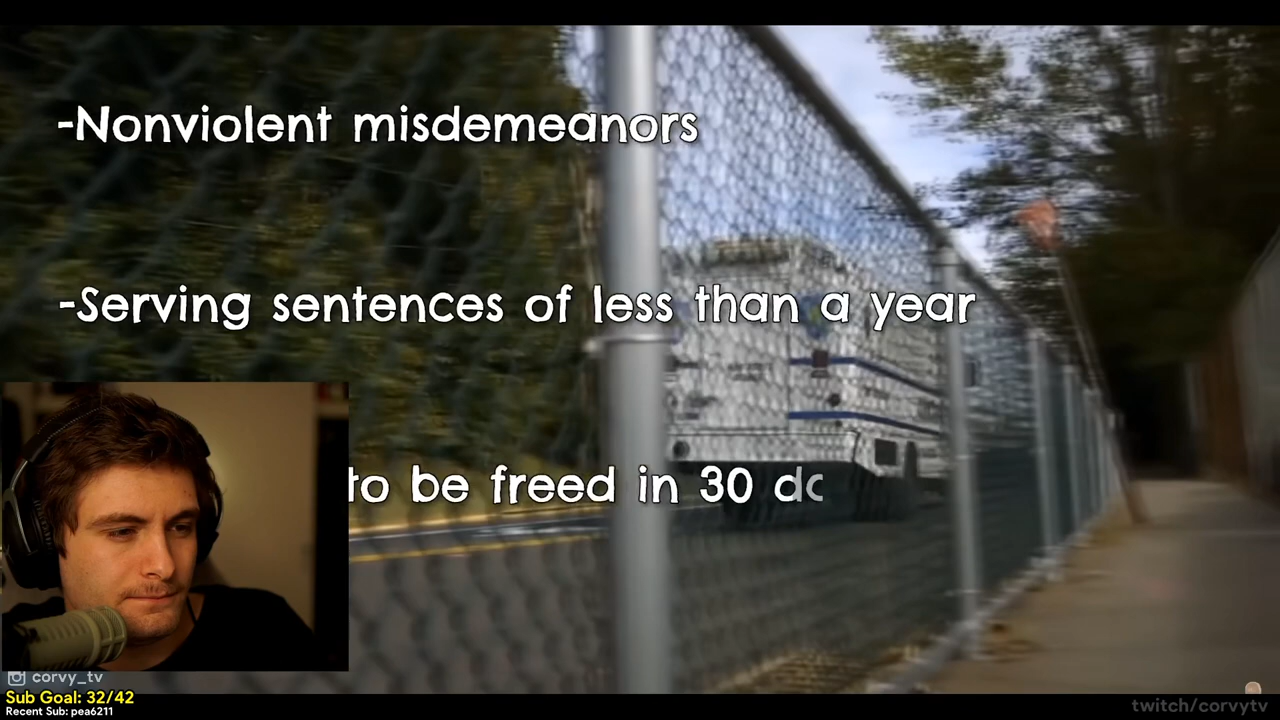 -Nonviolent misdemeanors
-Serving sentences of less than a year
to be freed in 30
corvy_tv
Sub Goal: 32/42
Recent Sub: pea6211
twitch/corvytv